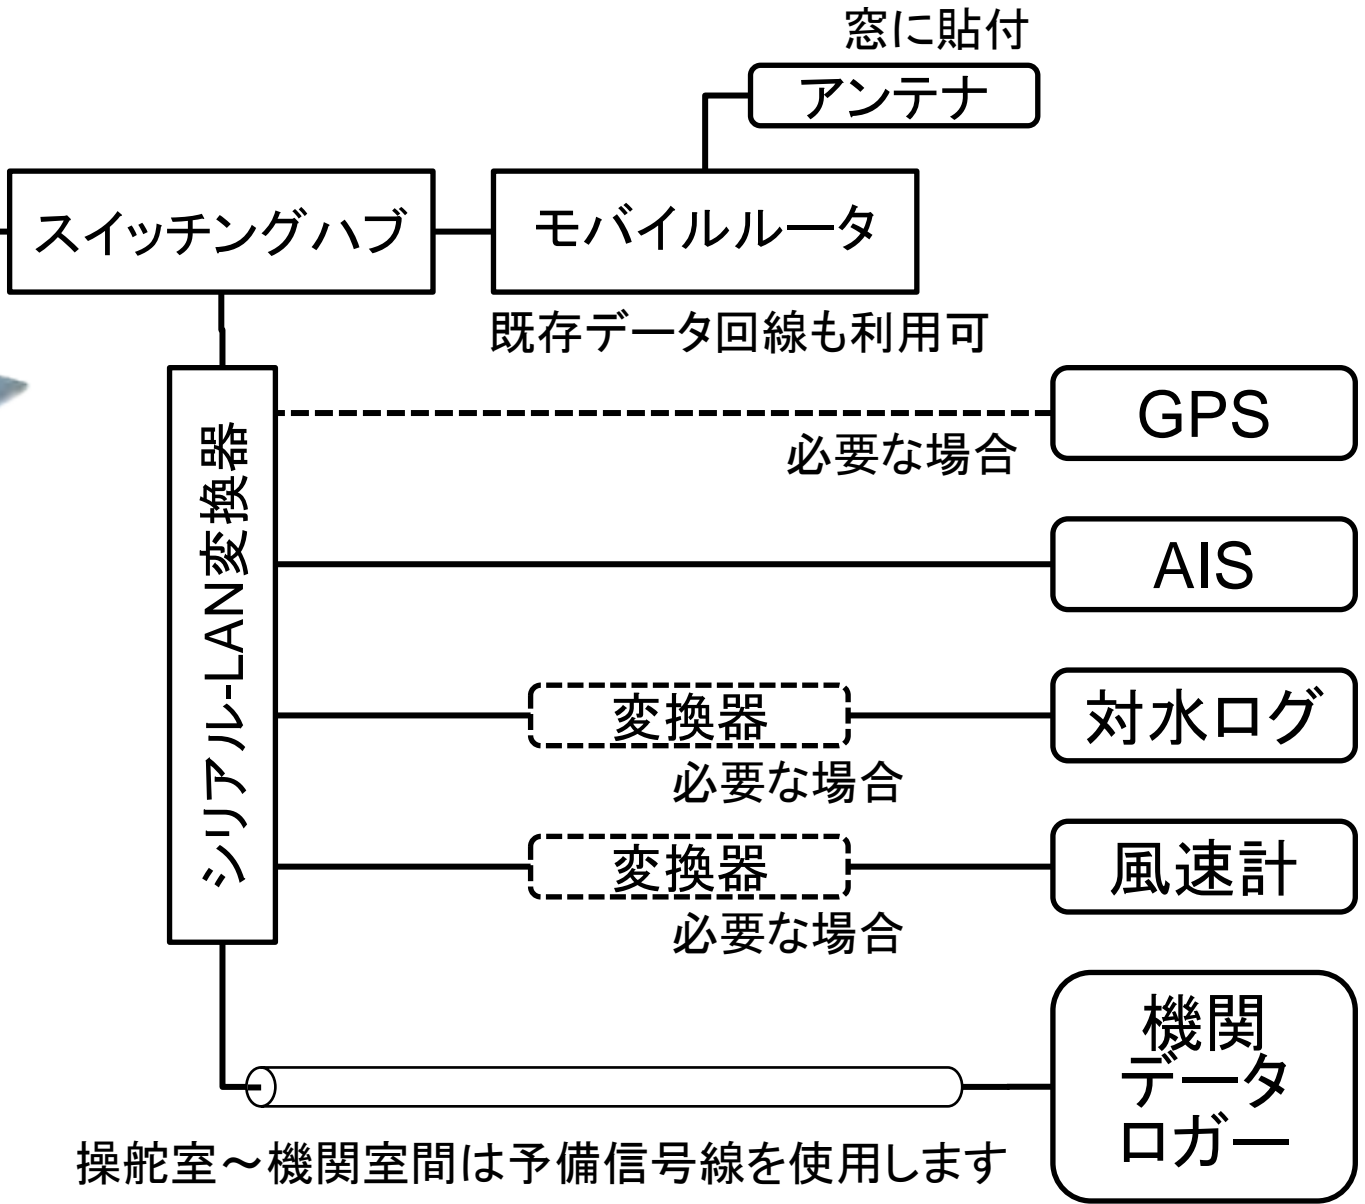 窓に貼付
アンテナ
スイッチングハブ
モバイルルータ
既存データ回線も利用可
シリアル-LAN変換器
GPS
必要な場合
AIS
変換器
対水ログ
必要な場合
変換器
風速計
必要な場合
機関
データ
ロガー
操舵室～機関室間は予備信号線を使用します